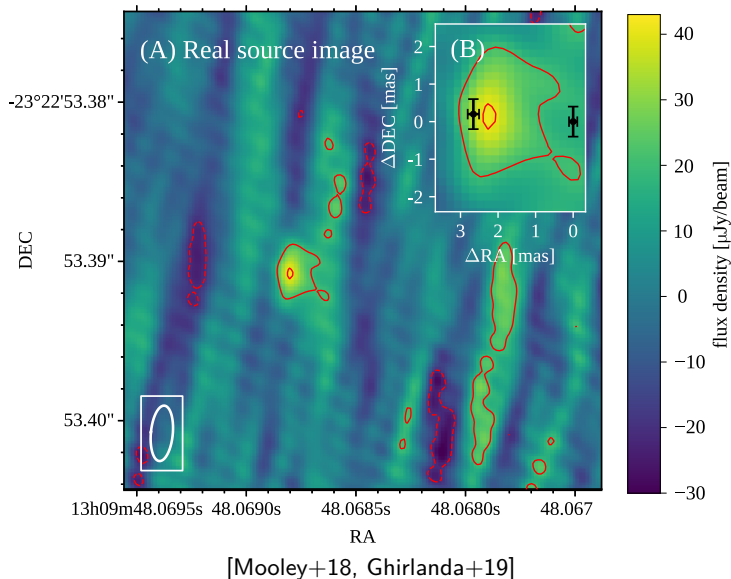 (A) Real source image
(B)
-23°22'53.38"
53.39"
53.40"
DEC
13h09m48.0695s
48.0690s
48.0685s
48.0680s
48.067
RA
2
1
0
-1
-2
ΔDEC [mas]
3
2
1
0
ΔRA [mas]
40
30
20
10
0
−10
−20
−30
flux density [μJy/beam]
[Mooley+18, Ghirlanda+19]